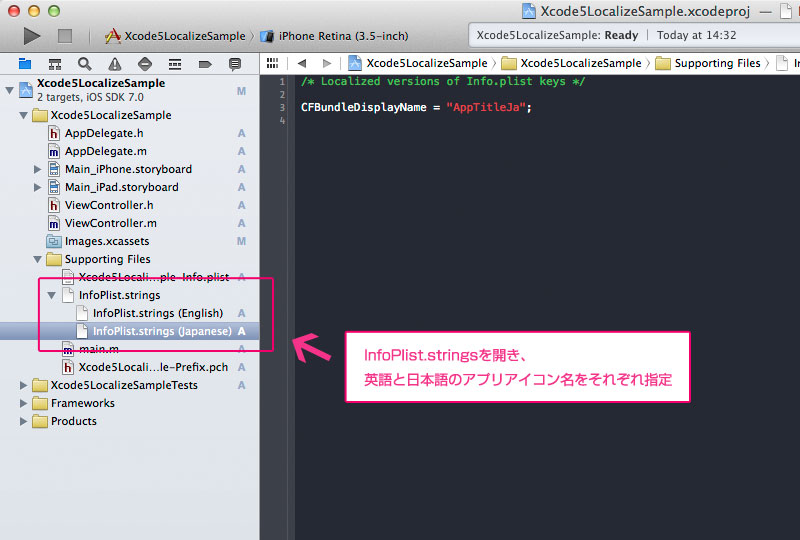 Xcode5LocalizeSample.xcodeproj —
Xcode5LocalizeSample
iPhone Retina (3.5-inch)
Xcode5LocalizeSample: Ready
Today at 14:32
Xcode5LocalizeSample
2 targets, iOS SDK 7.0
M
Xcode5LocalizeSample
Xcode5LocalizeSample
Supporting Files
Xcode5LocalizeSample
AppDelegate.h A
AppDelegate.m A
Main_iPhone.storyboard A
Main_iPad.storyboard A
ViewController.h A
ViewController.m A
Images.xcassets M
Supporting Files
Xcode5Locali...ple-Info.plist A
InfoPlist.strings
InfoPlist.strings (English) A
InfoPlist.strings (Japanese) A
main.m A
Xcode5Locali...le-Prefix.pch A
Xcode5LocalizeSampleTests A
Frameworks
Products
1 /* Localized versions of Info.plist keys */
2
3 CFBundleDisplayName = "AppTitleJa";
4
InfoPlist.stringsを開き、
英語と日本語のアプリアイコン名をそれぞれ指定